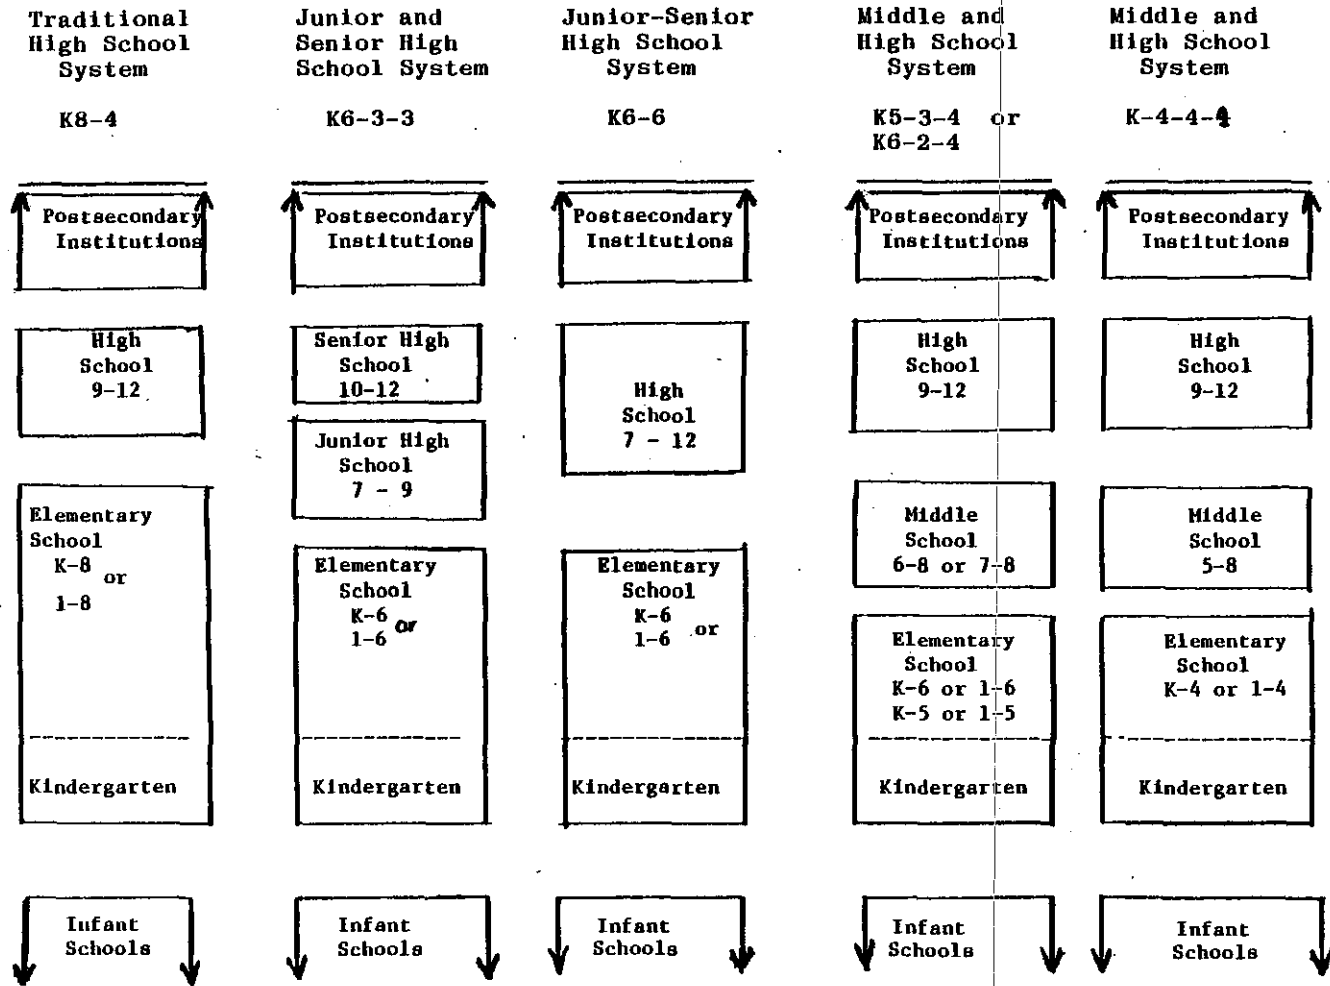 Traditional
High School
System
K8-4
Postsecondary
Institutions
High
School
9-12
Elementary
School
K-8
or
1-8
Kindergarten
Infant
Schools
Junior and
Senior High
School System
K6-3-3
Postsecondary
Institutions
Senior High
School
10-12
Junior High
School
7 - 9
Elementary
School
K-6
or
1-6
Kindergarten
Infant
Schools
Junior-Senior
High School
System
K6-6
Postsecondary
Institutions
High
School
7 - 12
Elementary
School
K-6
or
1-6
Kindergarten
Infant
Schools
Middle and
High School
System
K5-3-4 or
K6-2-4
Postsecondary
Institutions
High
School
9-12
Middle
School
6-8 or 7-8
Elementary
School
K-6 or 1-6
K-5 or 1-5
Kindergarten
Infant
Schools
Middle and
High School
System
K-4-4-4
Postsecondary
Institutions
High
School
9-12
Middle
School
5-8
Elementary
School
K-4 or 1-4
Kindergarten
Infant
Schools